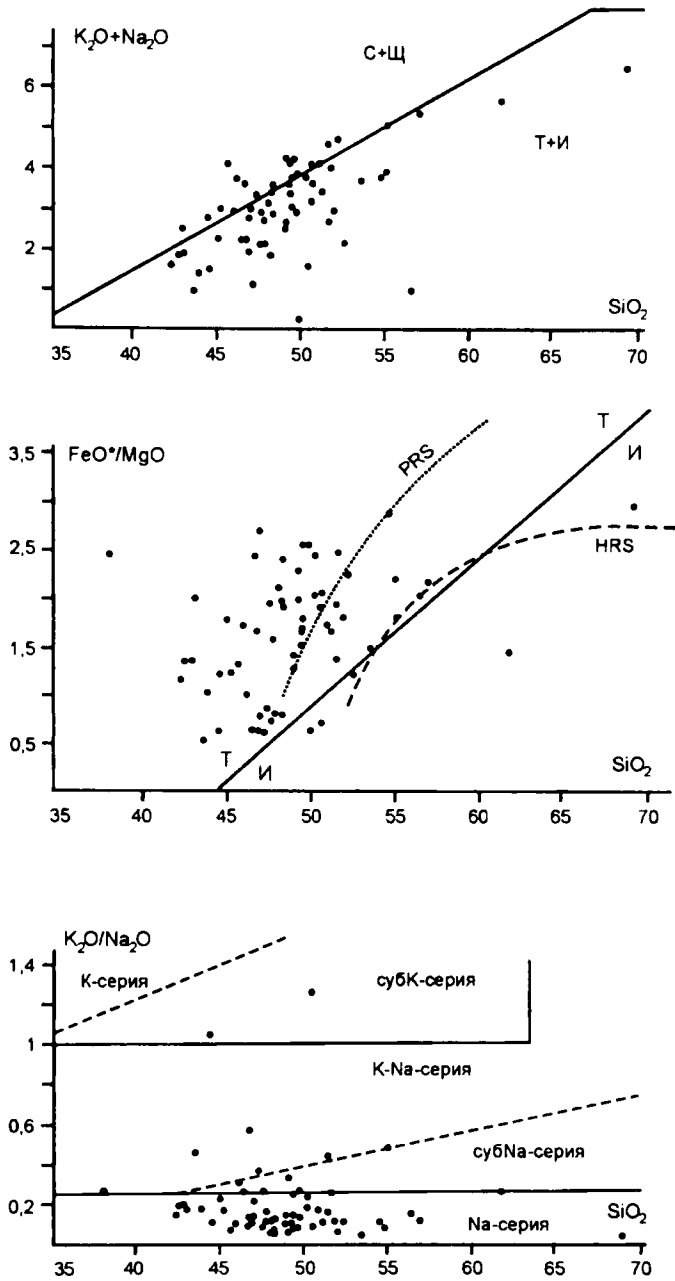 K₂O+Na₂O
С+Щ
6
Т+И
4
2
SiO₂
35 40 45 50 55 60 65 70
3,5
FeO*/MgO
PRS
Т
И
2,5
HRS
1,5
0,5
Т
И
SiO₂
35 40 45 50 55 60 65 70
K₂O/Na₂O
1,4
К-серия
субК-серия
1
К-Na-серия
0,6
субNa-серия
0,2
Na-серия
SiO₂
35 40 45 50 55 60 65 70